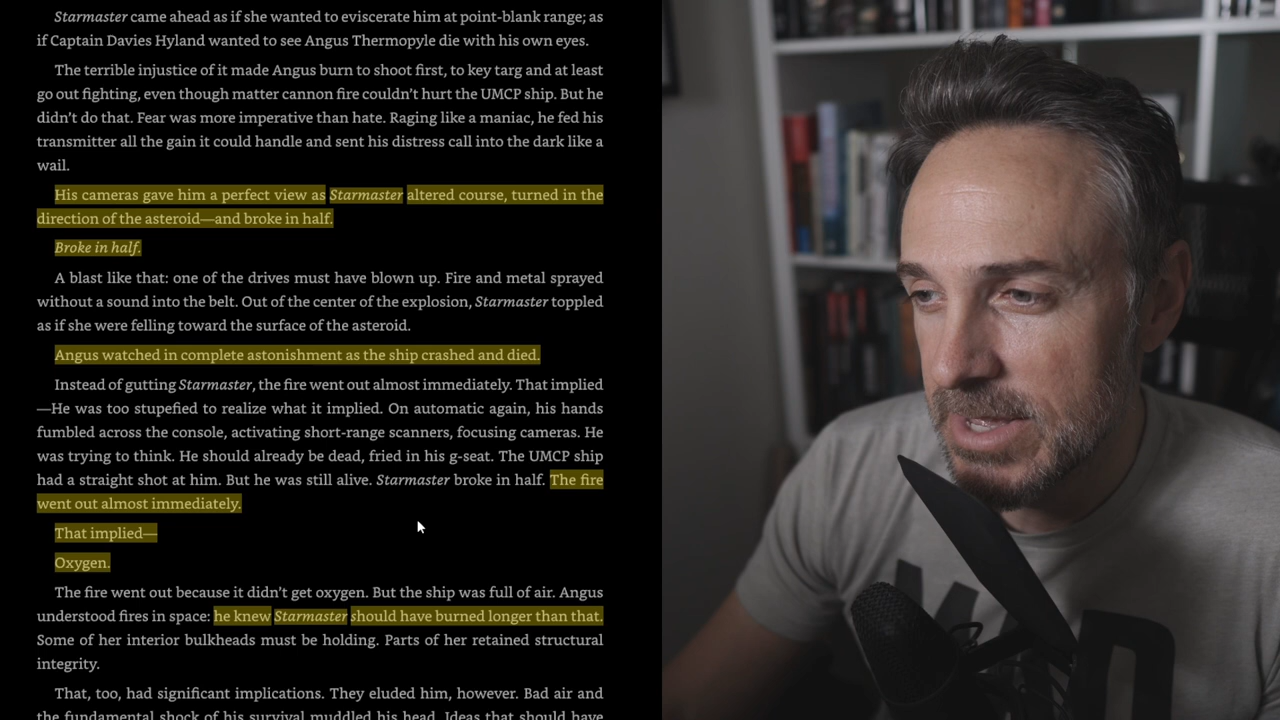 Starmaster came ahead as if she wanted to eviscerate him at point-blank range; as
if Captain Davies Hyland wanted to see Angus Thermopyle die with his own eyes.
The terrible injustice of it made Angus burn to shoot first, to key targ and at least
go out fighting, even though matter cannon fire couldn’t hurt the UMCP ship. But he
didn’t do that. Fear was more imperative than hate. Raging like a maniac, he fed his
transmitter all the gain it could handle and sent his distress call into the dark like a
wail.
His cameras gave him a perfect view as Starmaster altered course, turned in the
direction of the asteroid—and broke in half.
Broke in half.
A blast like that: one of the drives must have blown up. Fire and metal sprayed
without a sound into the belt. Out of the center of the explosion, Starmaster toppled
as if she were felling toward the surface of the asteroid.
Angus watched in complete astonishment as the ship crashed and died.
Instead of gutting Starmaster, the fire went out almost immediately. That implied
—He was too stupefied to realize what it implied. On automatic again, his hands
fumbled across the console, activating short-range scanners, focusing cameras. He
was trying to think. He should already be dead, fried in his g-seat. The UMCP ship
had a straight shot at him. But he was still alive. Starmaster broke in half. The fire
went out almost immediately.
That implied—
Oxygen.
The fire went out because it didn’t get oxygen. But the ship was full of air. Angus
understood fires in space: he knew Starmaster should have burned longer than that.
Some of her interior bulkheads must be holding. Parts of her retained structural
integrity.
That, too, had significant implications. They eluded him, however. Bad air and
the fundamental shock of his survival muddled his head. Ideas that should have